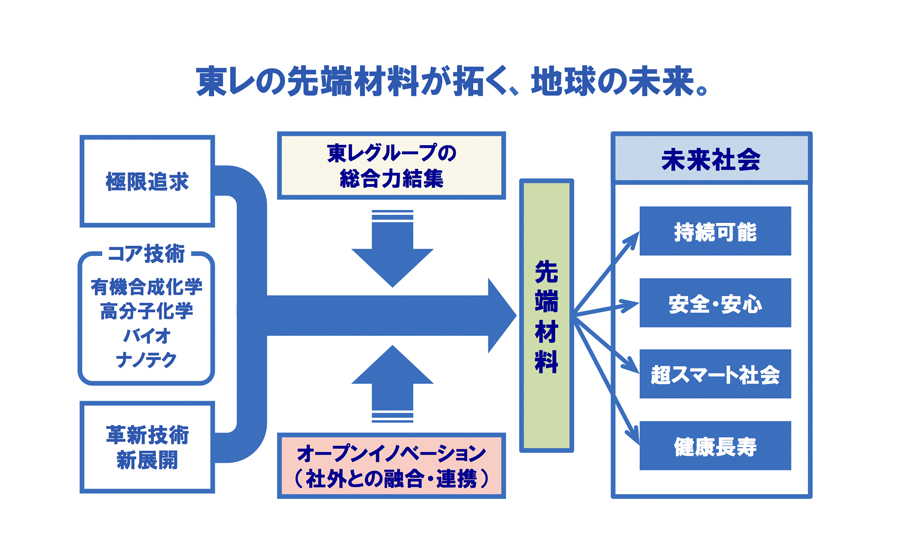 東レの先端材料が拓く、地球の未来。
極限追求
コア技術
有機合成化学
高分子化学
バイオ
ナノテク
革新技術
新展開
東レグループの
総合力結集
オープンイノベーション
（社外との融合・連携）
先端材料
未来社会
持続可能
安全・安心
超スマート社会
健康長寿